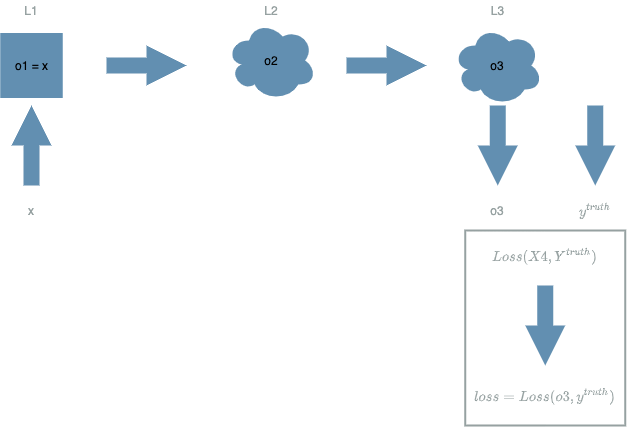 L1 L2 L3
o1 = x o2 o3
x o3 y^{truth}
Loss(X4, Y^{truth})
loss = Loss(o3, y^{truth})